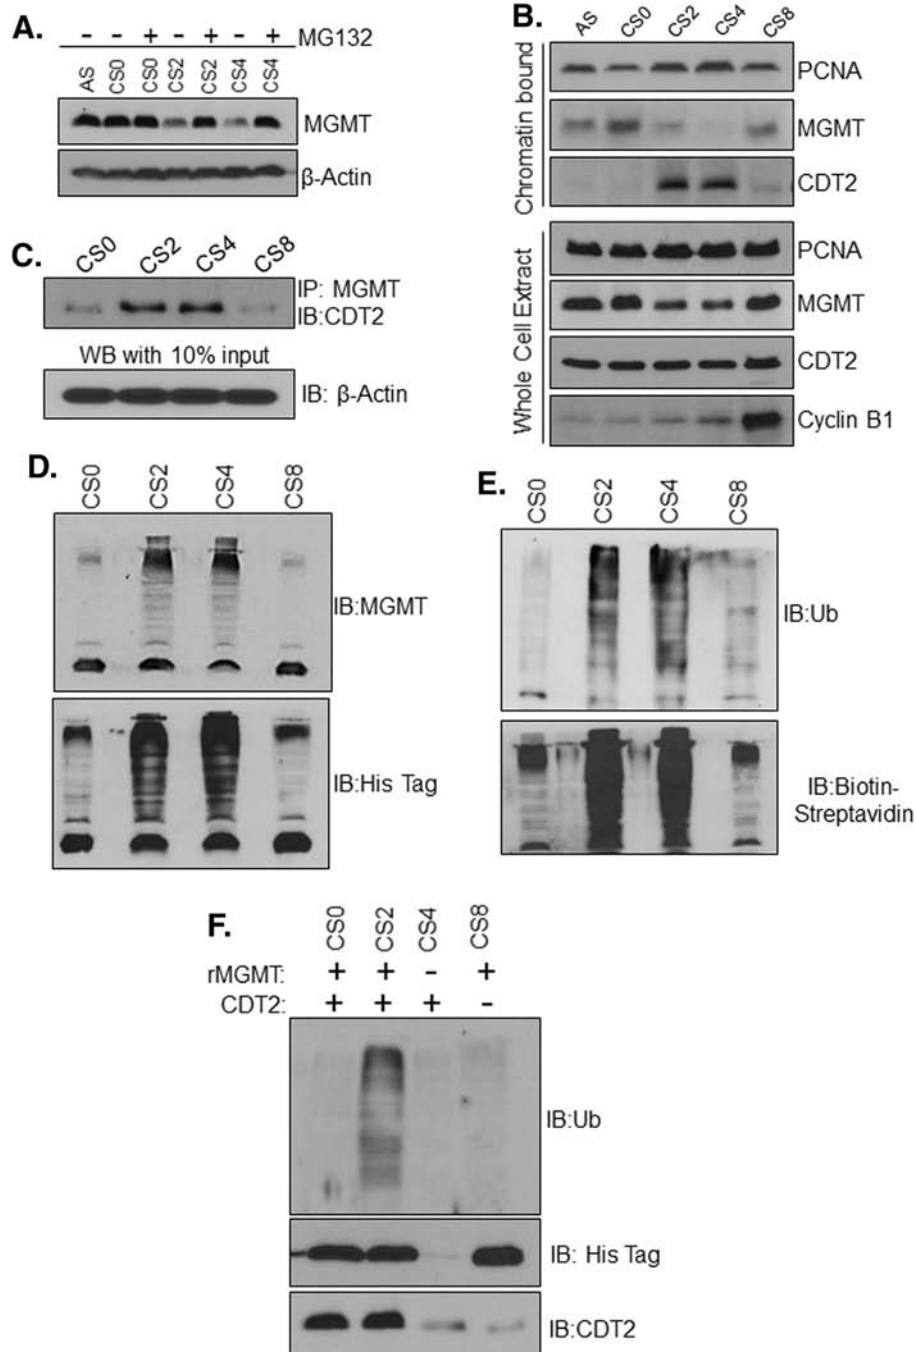 A.
- - + - + - + MG132
AS CS0 CS0 CS2 CS2 CS4 CS4
MGMT
β-Actin
B.
AS CS0 CS2 CS4 CS8
Chromatin bound
PCNA
MGMT
CDT2
Whole Cell Extract
PCNA
MGMT
CDT2
Cyclin B1
C.
CS0 CS2 CS4 CS8
IP: MGMT
IB:CDT2
WB with 10% input
IB: β-Actin
D.
CS0 CS2 CS4 CS8
IB:MGMT
IB:His Tag
E.
CS0 CS2 CS4 CS8
IB:Ub
IB:Biotin-
Streptavidin
F.
CS0 CS2 CS4 CS8
rMGMT: + + - +
CDT2: + + + -
IB:Ub
IB: His Tag
IB:CDT2